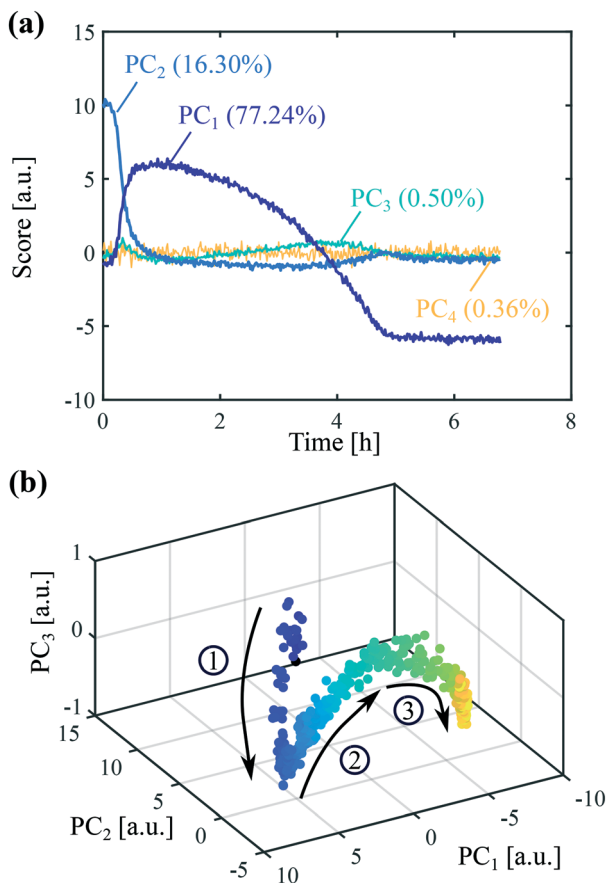 (a)
15
10
5
0
-5
-10
Score [a.u.]
PC2 (16.30%)
PC1 (77.24%)
PC3 (0.50%)
PC4 (0.36%)
0 2 4 6 8
Time [h]
(b)
1
0
-1
PC3 [a.u.]
15
10
5
0
-5
PC2 [a.u.]
10
5
0
-5
-10
PC1 [a.u.]
1
2
3